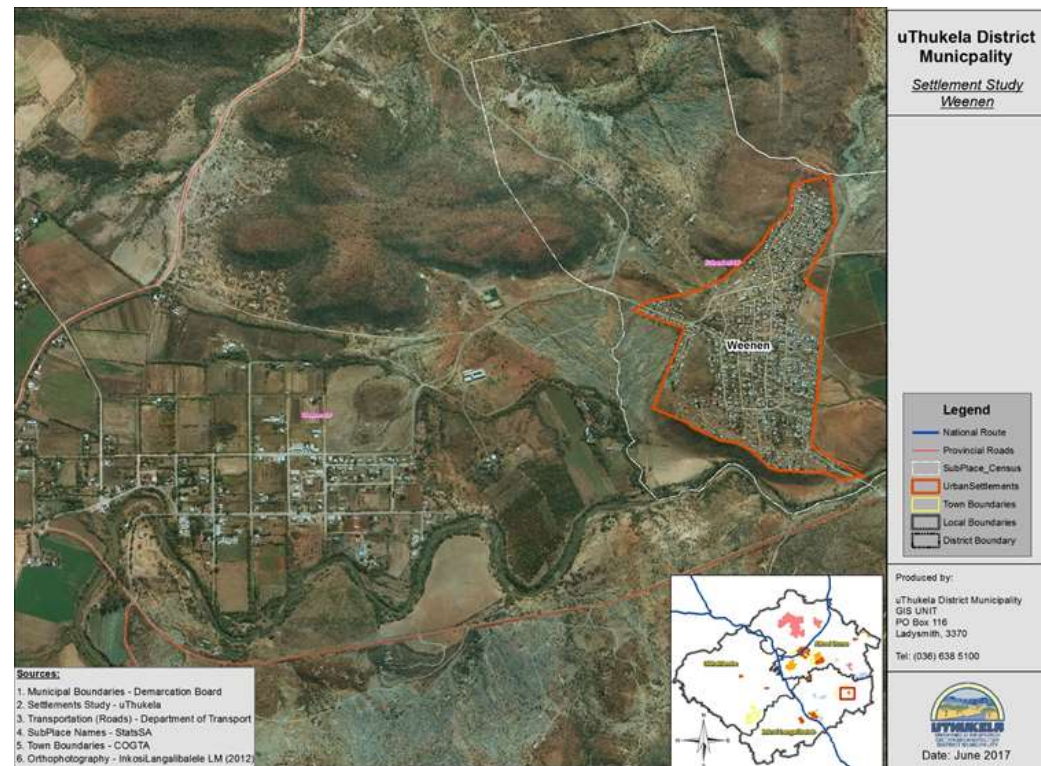 uThukela District
Municpality
Settlement Study
Weenen
Weenen
Legend
National Route
Provincial Roads
SubPlace_Census
UrbanSettlements
Town Boundaries
Local Boundaries
District Boundary
Produced by:
uThukela District Municipality
GIS UNIT
PO Box 116
Ladysmith, 3370
Tel: (036) 638 5100
UTHUKELA
DISTRICT MUNICIPALITY
Date: June 2017
Sources:
1. Municipal Boundaries - Demarcation Board
2. Settlements Study - uThukela
3. Transportation (Roads) - Department of Transport
4. SubPlace Names - StatsSA
5. Town Boundaries - COGTA
6. Orthophotography - InkosiLangalibalele LM (2012)